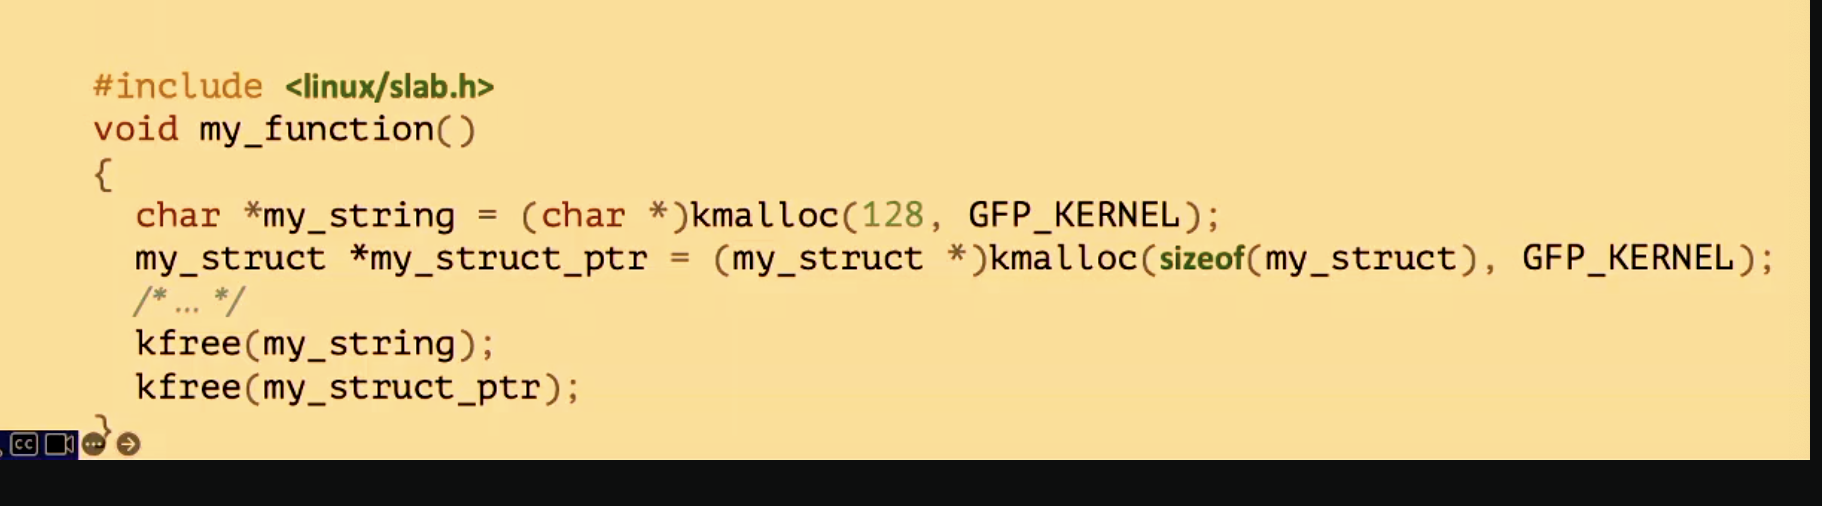 #include <linux/slab.h>
void my_function()
{
  char *my_string = (char *)kmalloc(128, GFP_KERNEL);
  my_struct *my_struct_ptr = (my_struct *)kmalloc(sizeof(my_struct), GFP_KERNEL);
  /* … */
  kfree(my_string);
  kfree(my_struct_ptr);
}
CC